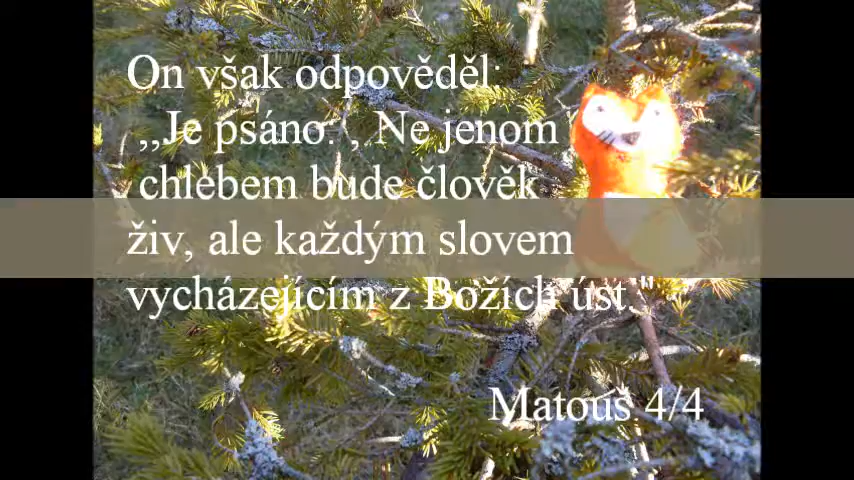 On však odpověděl:
,,Je psáno: , Ne jenom
chlebem bude člověk
živ, ale každým slovem
vycházejícím z Božích úst."
Matouš 4/4